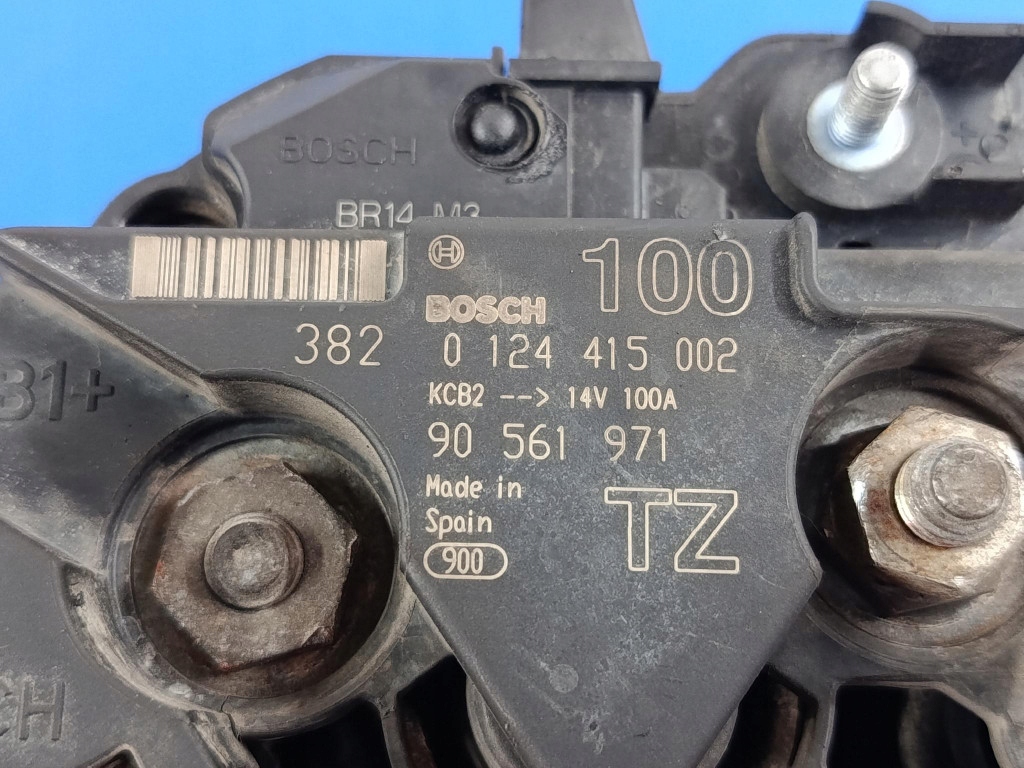 BOSCH
BR14-M3
BOSCH
100
382
0 124 415 002
B1+
KCB2 --> 14V 100A
90 561 971
Made in
Spain
TZ
900
+